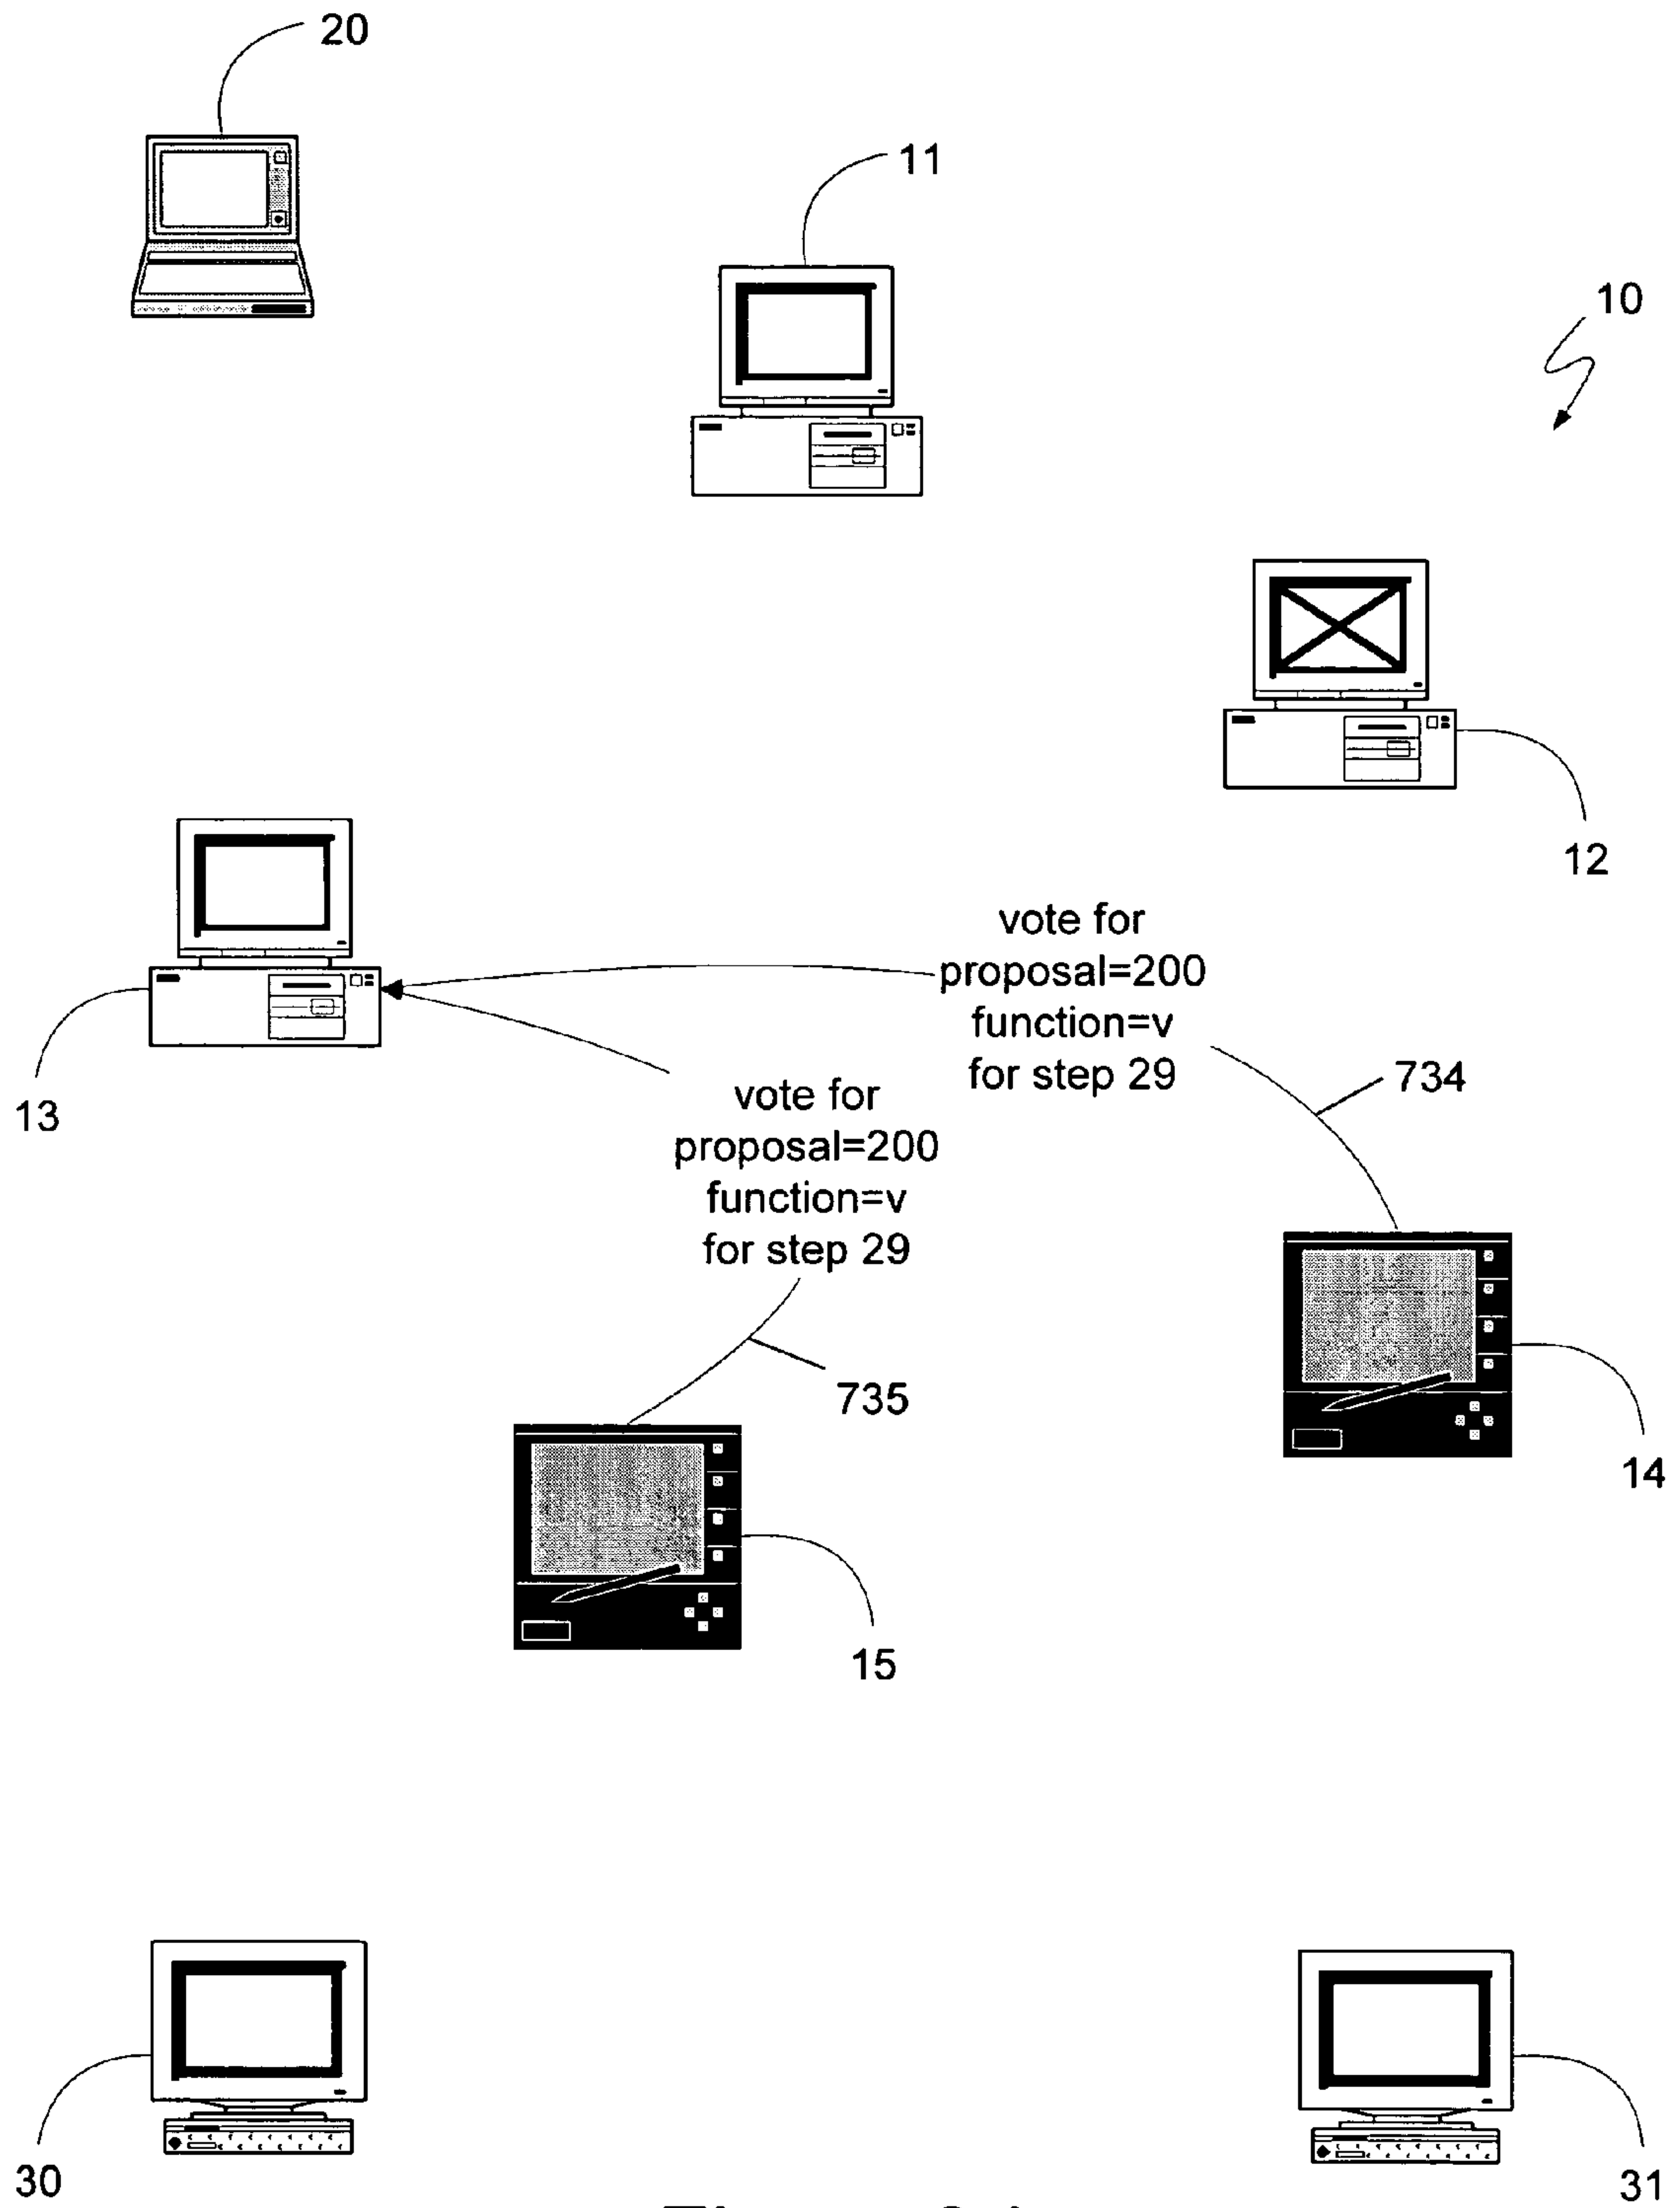 20
11
10
12
vote for
proposal=200
function=v
for step 29
734
13
vote for
proposal=200
function=v
for step 29
735
14
15
30
31